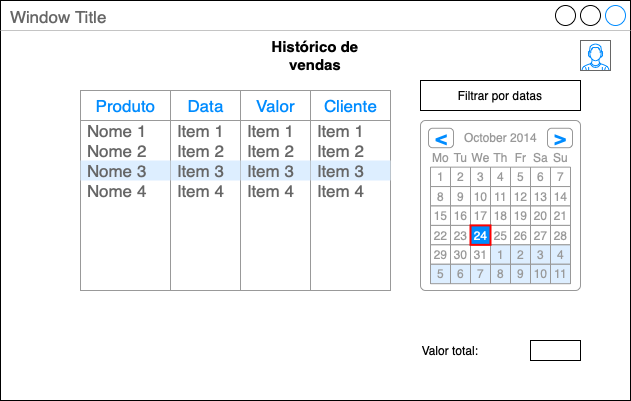 Window Title
Histórico de
vendas
Produto Data Valor Cliente
Nome 1 Item 1 Item 1 Item 1
Nome 2 Item 2 Item 2 Item 2
Nome 3 Item 3 Item 3 Item 3
Nome 4 Item 4 Item 4 Item 4
Filtrar por datas
< October 2014 >
Mo Tu We Th Fr Sa Su
1 2 3 4 5 6 7
8 9 10 11 12 13 14
15 16 17 18 19 20 21
22 23 24 25 26 27 28
29 30 31 1 2 3 4
5 6 7 8 9 10 11
Valor total: